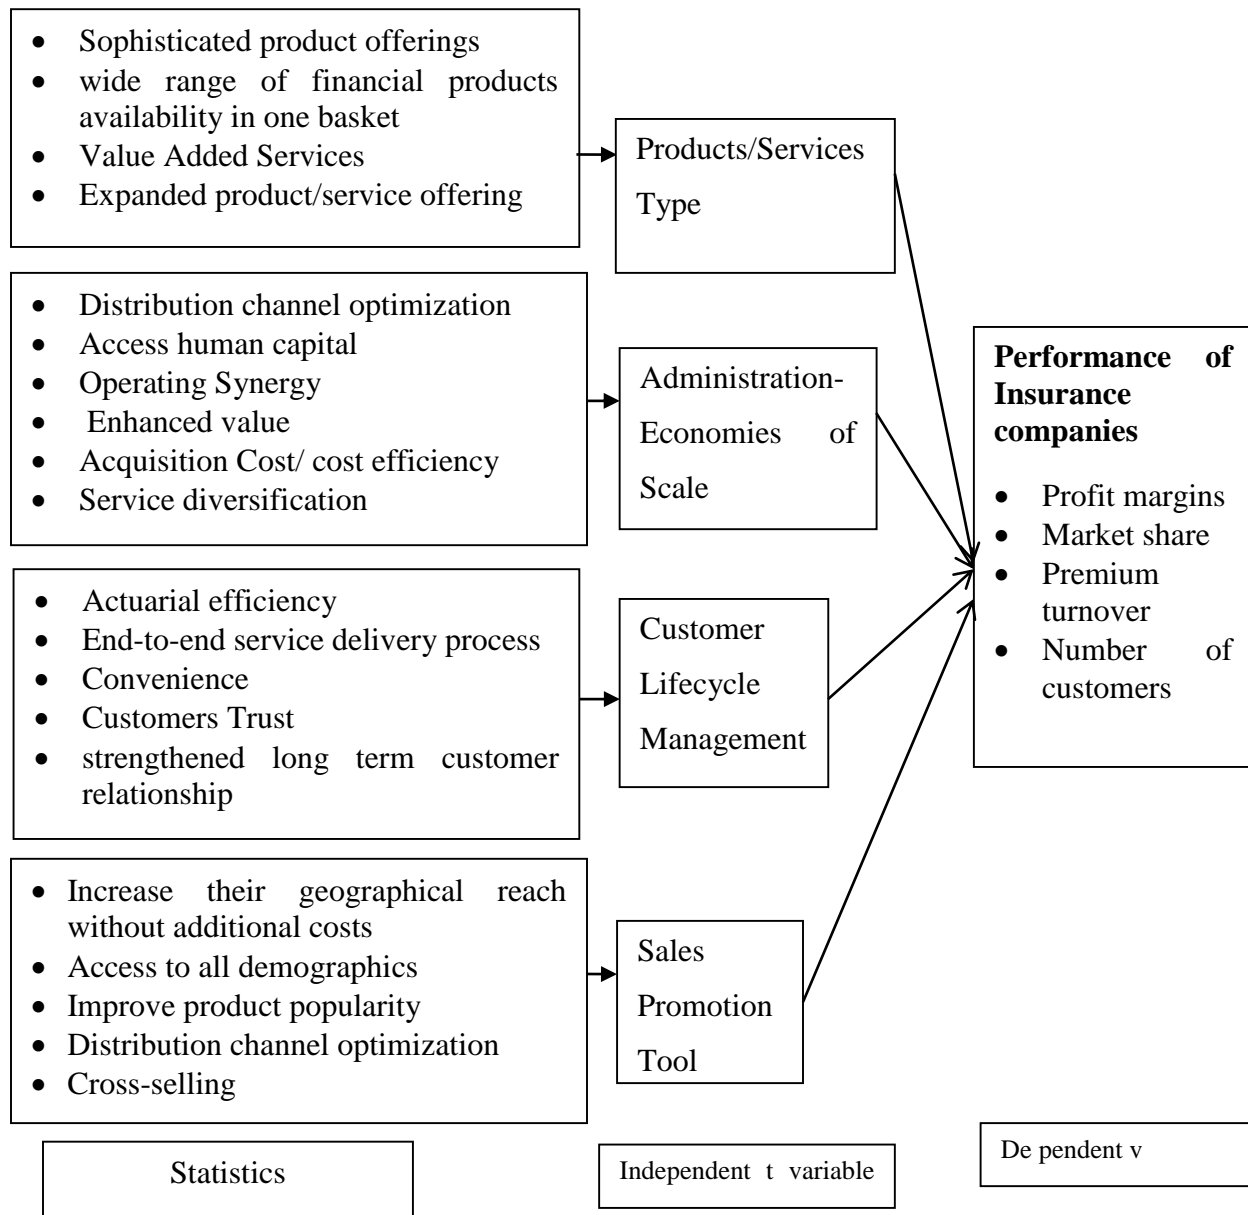 • Sophisticated product offerings
• wide range of financial products
availability in one basket
• Value Added Services
• Expanded product/service offering
Products/Services
Type
• Distribution channel optimization
• Access human capital
• Operating Synergy
• Enhanced value
• Acquisition Cost/ cost efficiency
• Service diversification
Administration-
Economies of
Scale
Performance of
Insurance
companies
• Profit margins
• Market share
• Premium
turnover
• Number of
customers
• Actuarial efficiency
• End-to-end service delivery process
• Convenience
• Customers Trust
• strengthened long term customer
relationship
Customer
Lifecycle
Management
• Increase their geographical reach
without additional costs
• Access to all demographics
• Improve product popularity
• Distribution channel optimization
• Cross-selling
Sales
Promotion
Tool
Statistics
Independent t variable
De pendent v